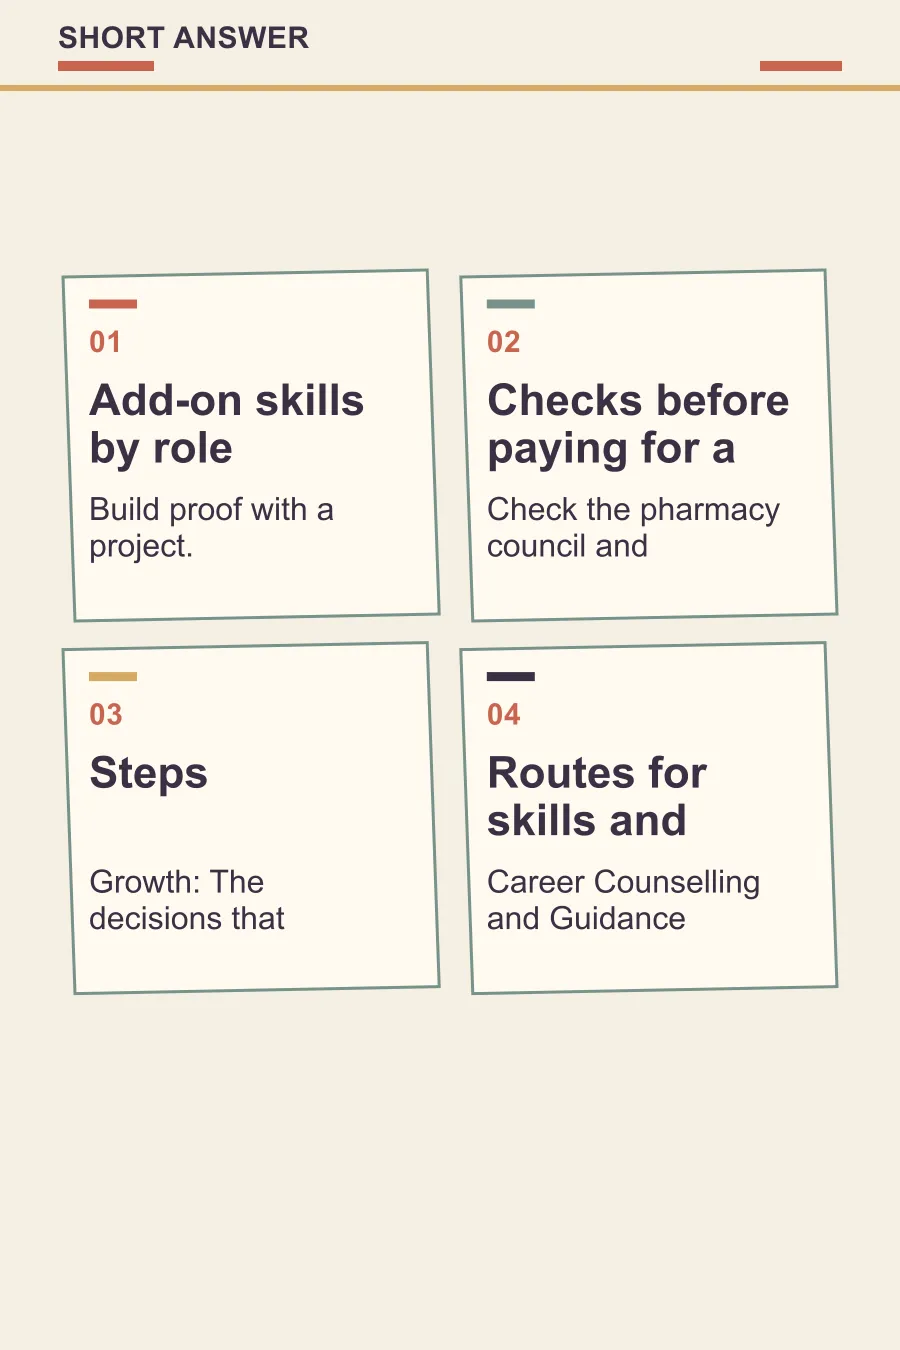 SHORT ANSWER
01
Add-on skills
by role
Build proof with a
project.
02
Checks before
paying for a
Check the pharmacy
council and
03
Steps
Growth: The
decisions that
04
Routes for
skills and
Career Counselling
and Guidance